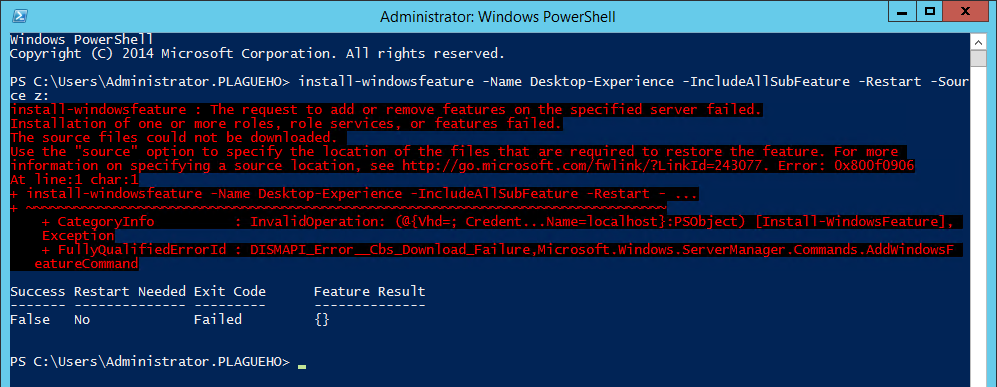 Administrator: Windows PowerShell
Windows PowerShell
Copyright (C) 2014 Microsoft Corporation. All rights reserved.
PS C:\Users\Administrator.PLAGUEHO> install-windowsfeature -Name Desktop-Experience -IncludeAllSubFeature -Restart -Sour
ce z:
install-windowsfeature : The request to add or remove features on the specified server failed.
Installation of one or more roles, role services, or features failed.
The source files could not be downloaded.
Use the "source" option to specify the location of the files that are required to restore the feature. For more
information on specifying a source location, see http://go.microsoft.com/fwlink/?LinkId=243077. Error: 0x800f0906
At line:1 char:1
+ install-windowsfeature -Name Desktop-Experience -IncludeAllSubFeature -Restart - ...
+ ~~~~~~~~~~~~~~~~~~~~~~~~~~~~~~~~~~~~~~~~~~~~~~~~~~~~~~~~~~~~~~~~~~~~~~~~~~~~~~~~
+ CategoryInfo : InvalidOperation: (@{Vhd=; Credent...Name=localhost}:PSObject) [Install-WindowsFeature],
Exception
+ FullyQualifiedErrorId : DISMAPI_Error__Cbs_Download_Failure,Microsoft.Windows.ServerManager.Commands.AddWindowsF
eatureCommand
Success Restart Needed Exit Code Feature Result
------- -------------- --------- --------------
False No Failed {}
PS C:\Users\Administrator.PLAGUEHO>